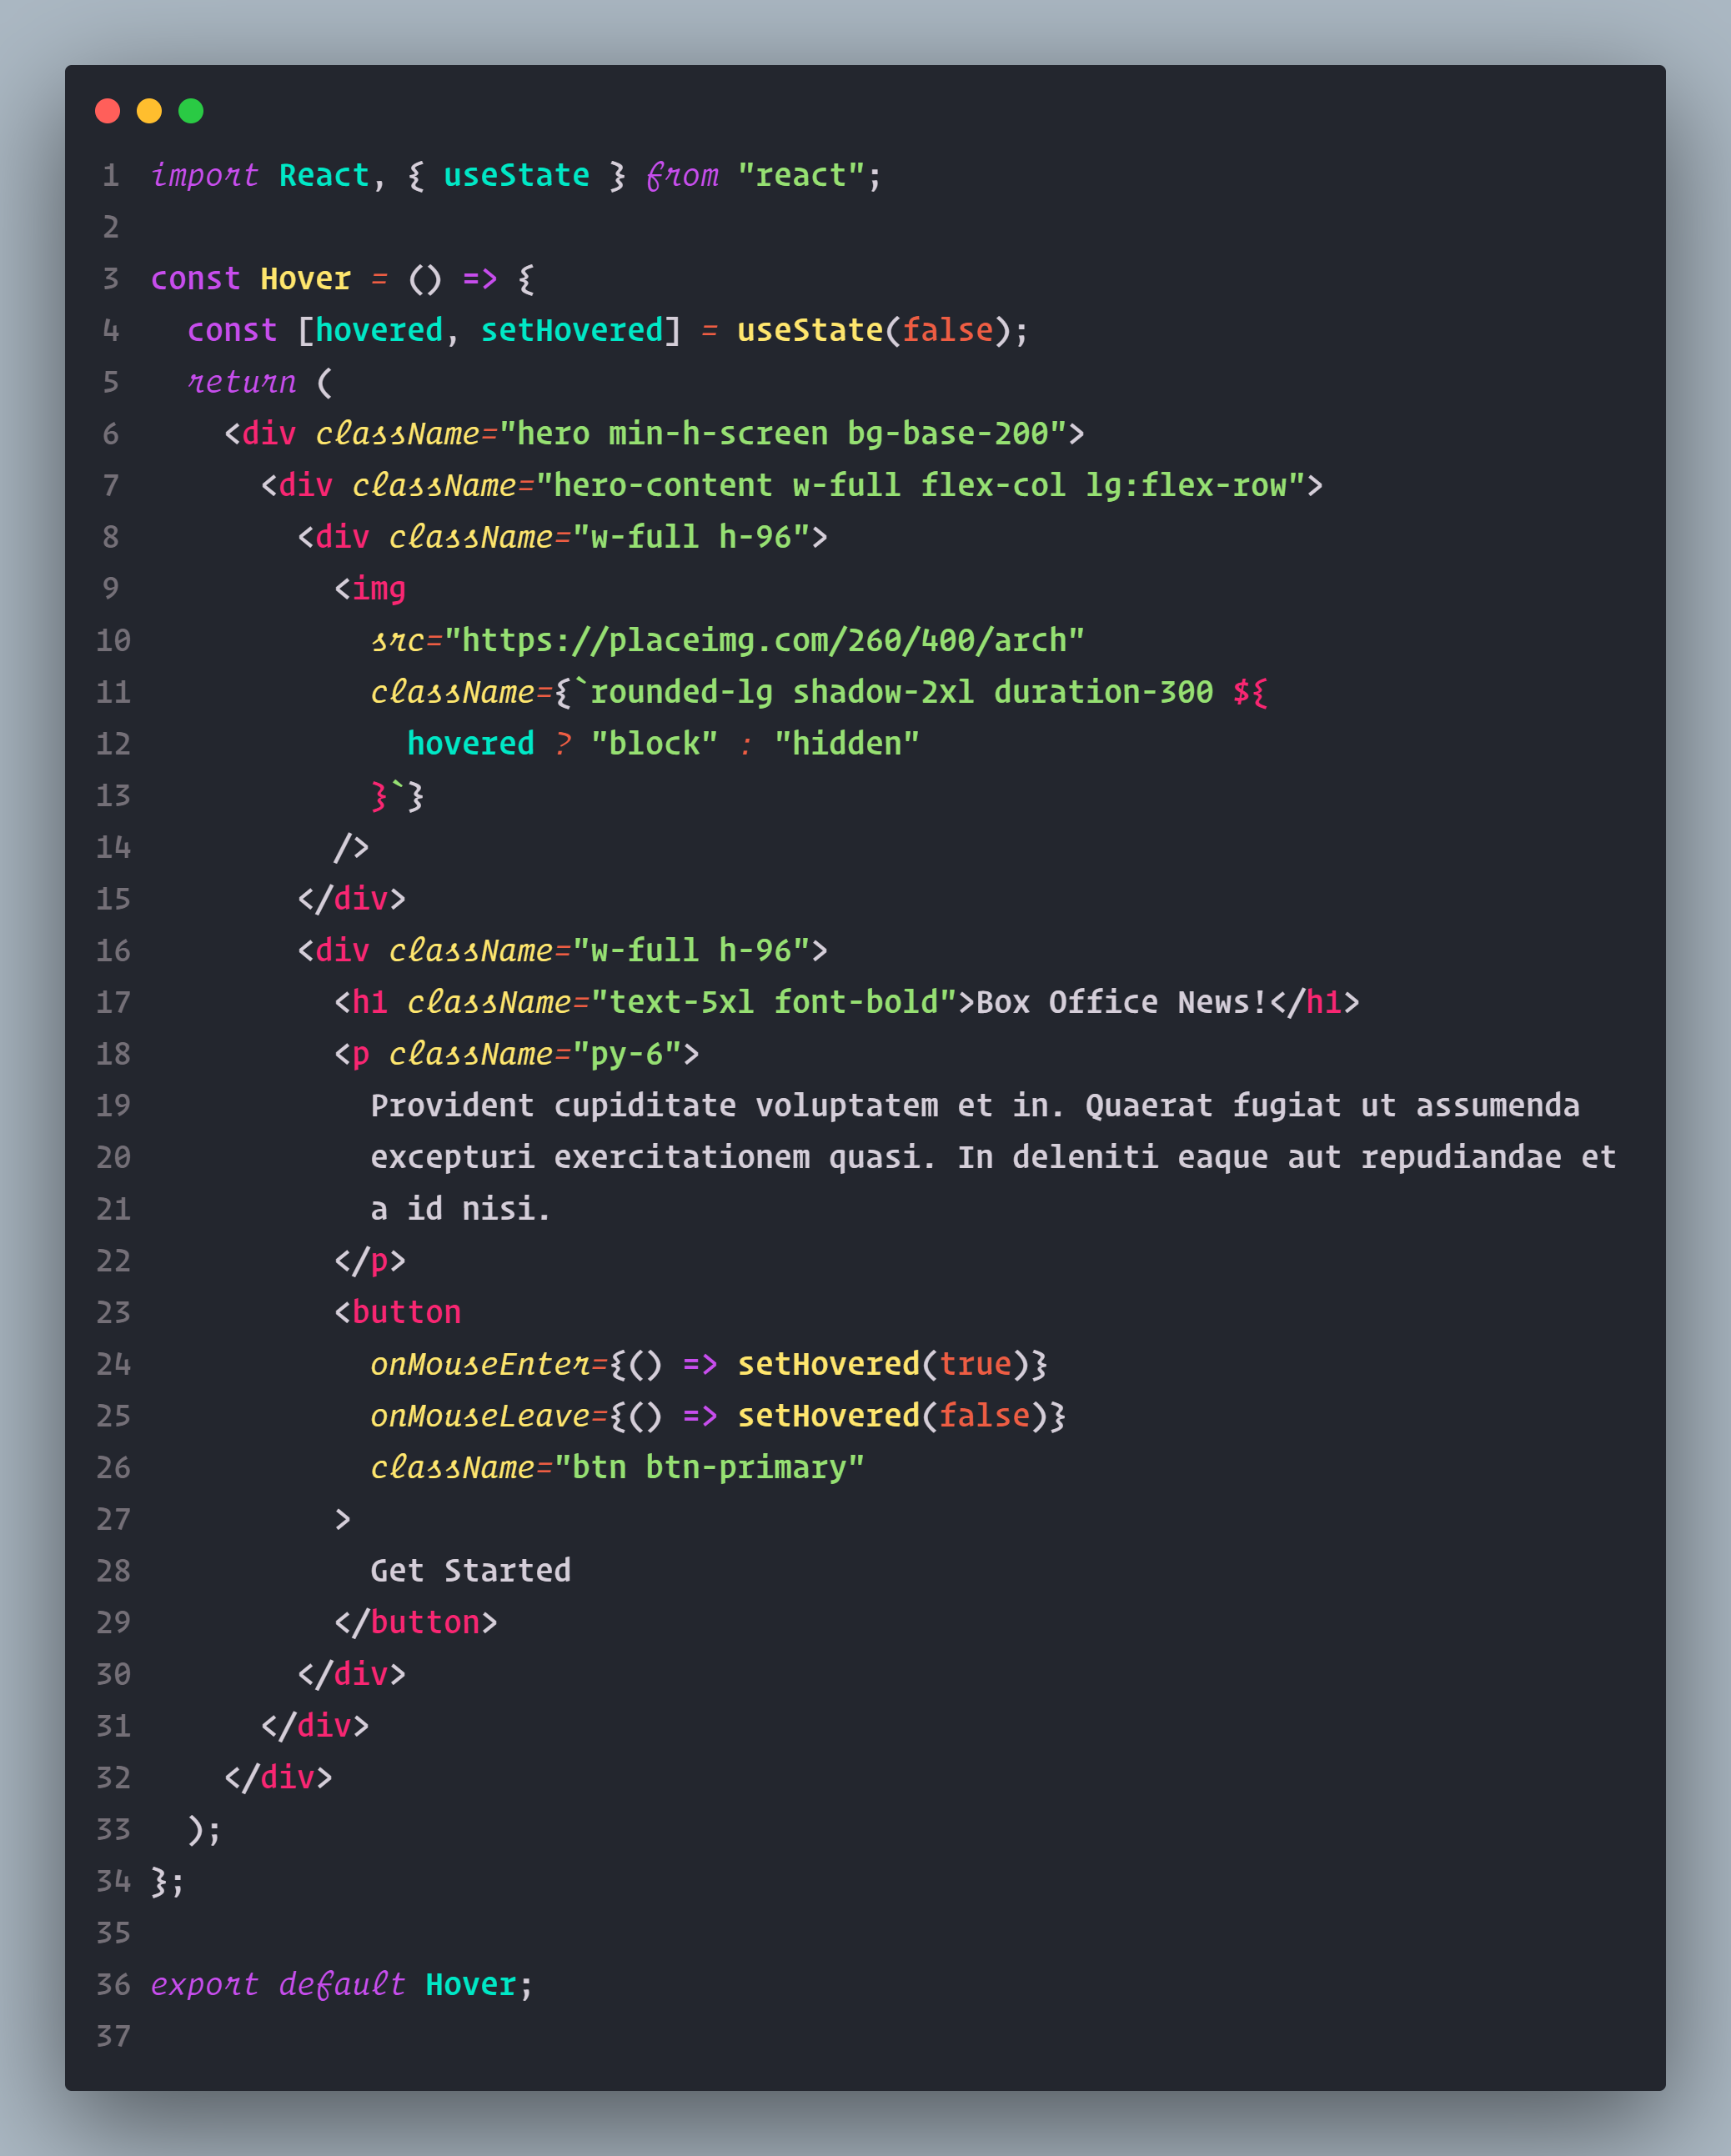 1 import React, { useState } from "react";
2
3 const Hover = () => {
4   const [hovered, setHovered] = useState(false);
5   return (
6     <div className="hero min-h-screen bg-base-200">
7       <div className="hero-content w-full flex-col lg:flex-row">
8         <div className="w-full h-96">
9           <img
10             src="https://placeimg.com/260/400/arch"
11             className={`rounded-lg shadow-2xl duration-300 ${
12               hovered ? "block" : "hidden"
13             }`}
14           />
15         </div>
16         <div className="w-full h-96">
17           <h1 className="text-5xl font-bold">Box Office News!</h1>
18           <p className="py-6">
19             Provident cupiditate voluptatem et in. Quaerat fugiat ut assumenda
20             excepturi exercitationem quasi. In deleniti eaque aut repudiandae et
21             a id nisi.
22           </p>
23           <button
24             onMouseEnter={() => setHovered(true)}
25             onMouseLeave={() => setHovered(false)}
26             className="btn btn-primary"
27           >
28             Get Started
29           </button>
30         </div>
31       </div>
32     </div>
33   );
34 };
35
36 export default Hover;
37